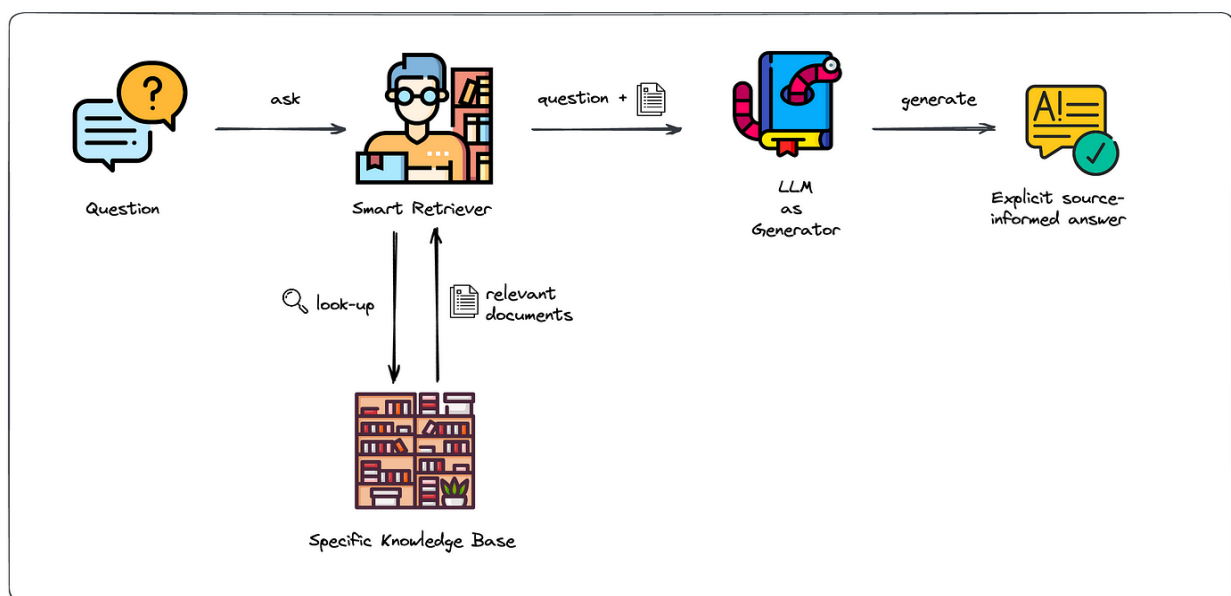 ask
question +
generate
?
A!
Question
Smart Retriever
LLM
as
Generator
Explicit source-
informed answer
look-up
relevant
documents
Specific Knowledge Base